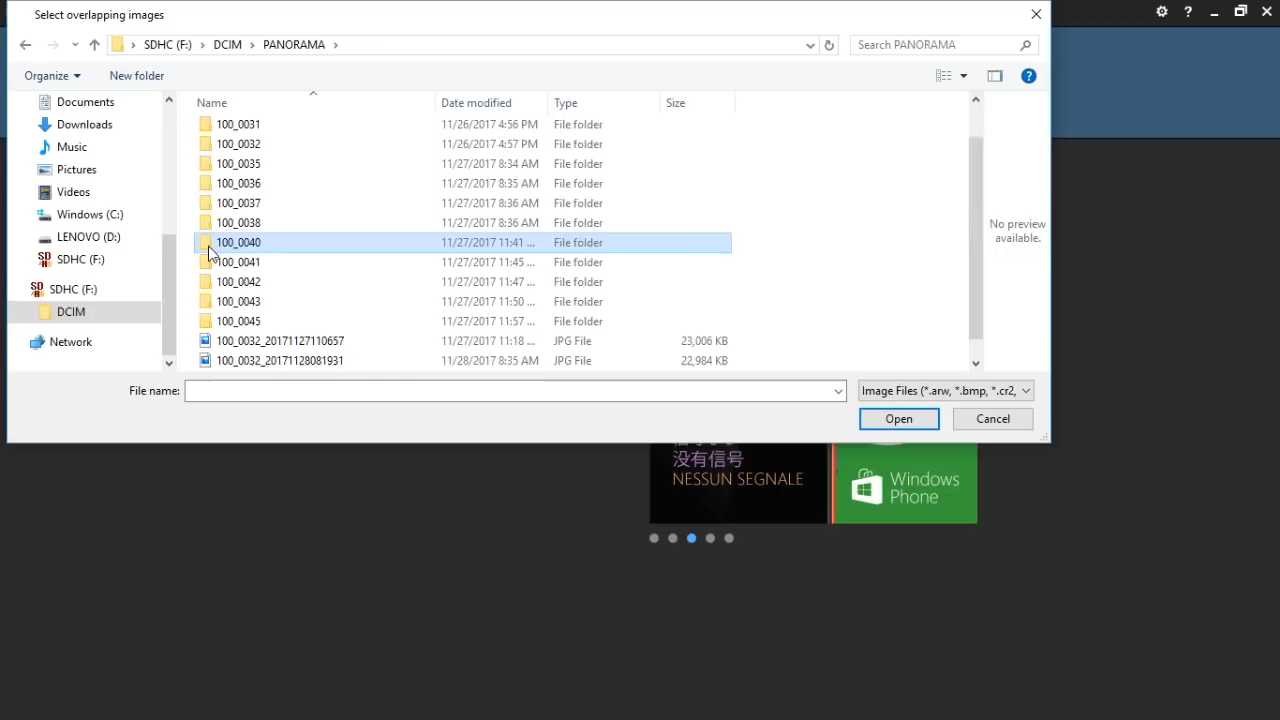 Select overlapping images
SDHC (F:) > DCIM > PANORAMA >
Search PANORAMA
Organize
New folder
Name Date modified Type Size
Documents
Downloads
Music
Pictures
Videos
Windows (C:)
LENOVO (D:)
SDHC (F:)
SDHC (F:)
DCIM
Network
100_0031 11/26/2017 4:56 PM File folder
100_0032 11/26/2017 4:57 PM File folder
100_0035 11/27/2017 8:34 AM File folder
100_0036 11/27/2017 8:35 AM File folder
100_0037 11/27/2017 8:36 AM File folder
100_0038 11/27/2017 8:36 AM File folder
100_0040 11/27/2017 11:41 ... File folder
100_0041 11/27/2017 11:45 ... File folder
100_0042 11/27/2017 11:47 ... File folder
100_0043 11/27/2017 11:50 ... File folder
100_0045 11/27/2017 11:57 ... File folder
100_0032_20171127110657 11/27/2017 11:18 ... JPG File 23,006 KB
100_0032_20171128081931 11/28/2017 8:35 AM JPG File 22,984 KB
No preview
available.
File name:
Image Files (*.arw, *.bmp, *.cr2,
Open
Cancel
没有信号
NESSUN SEGNALE
Windows
Phone